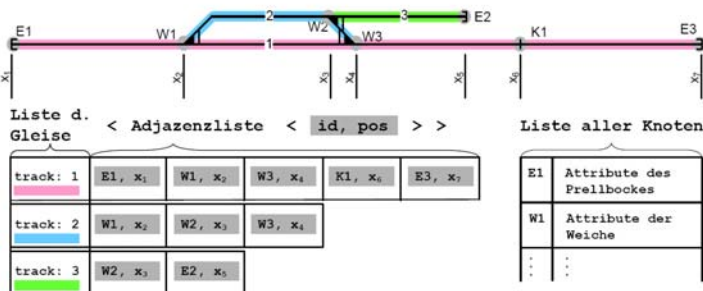 E1 W1 2 W2 3 E2
1 W3 K1 E3
x₁ x₂ x₃ x₄ x₅ x₆ x₇
Liste d. Gleise < Adjazenzliste < id, pos > > Liste aller Knoten
track: 1 E1, x₁ W1, x₂ W3, x₄ K1, x₆ E3, x₇
E1 Attribute des Prellbockes
track: 2 W1, x₂ W2, x₃ W3, x₄
W1 Attribute der Weiche
track: 3 W2, x₃ E2, x₅
: :